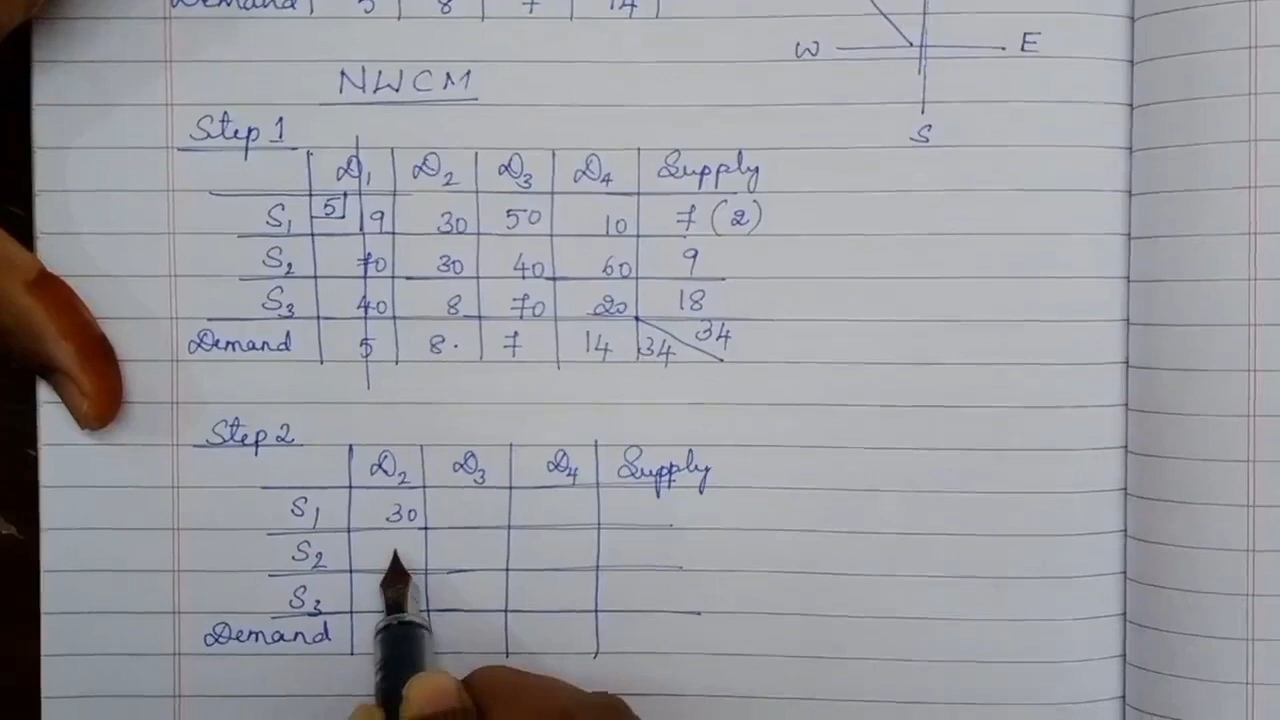 Demand 5 8 7 14
W E
S
NWCM
Step 1
D1 D2 D3 D4 Supply
S1 5 9 30 50 10 7 (2)
S2 70 30 40 60 9
S3 40 8 70 20 18
Demand 5 8. 7 14 34 34
Step 2
D2 D3 D4 Supply
S1 30
S2
S3
Demand